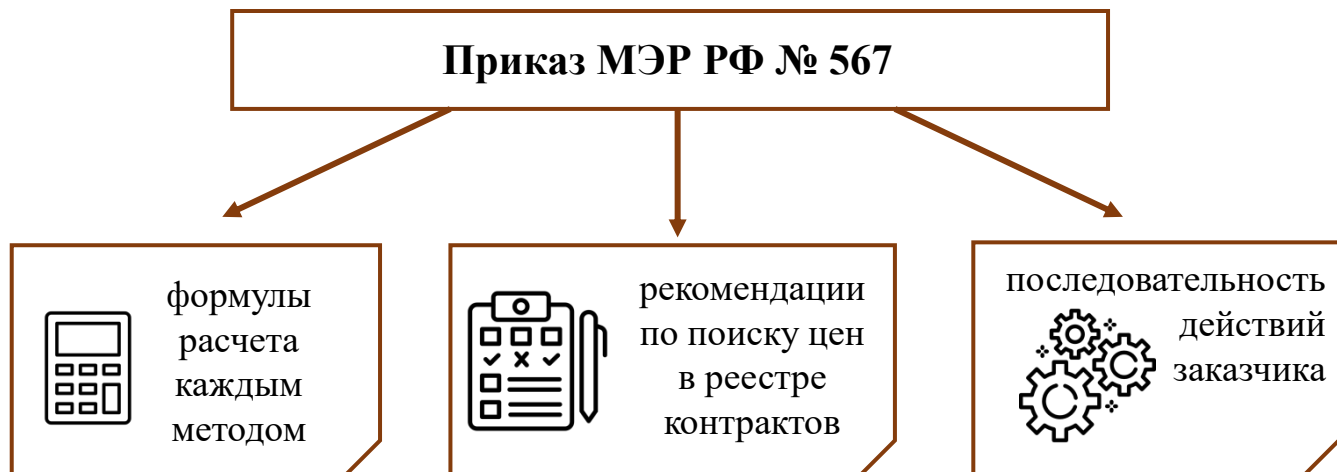 Приказ МЭР РФ № 567
формулы
расчета
каждым
методом
рекомендации
по поиску цен
в реестре
контрактов
последовательность
действий
заказчика